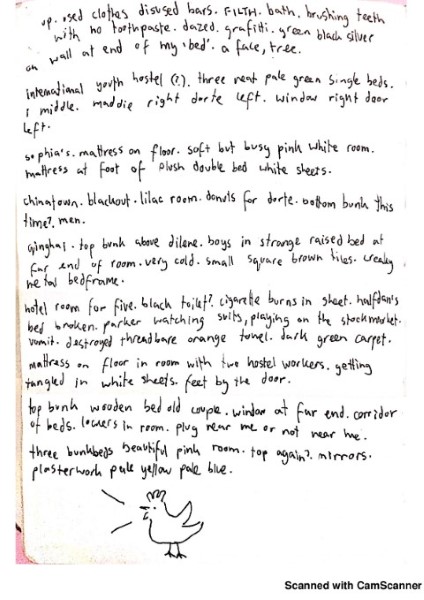 up. used clothes disused bars. FILTH. bath. brushing teeth
with no toothpaste. dazed. grafitti. green black silver
on wall at end of my 'bed'. a face, tree.
international youth hostel (?). three neat pale green single beds.
i middle. maddie right dorte left. window right door
left.
sophia's. mattress on floor. soft but busy pink white room.
mattress at foot of plush double bed white sheets.
chinatown. blackout. lilac room. donuts for dorte. bottom bunk this
time?. men.
qinghai. top bunk above dilene. boys in strange raised bed at
far end of room. very cold. small square brown tiles. creaky
metal bedframe.
hotel room for five. black toilet?. cigarette burns in sheet. halfdan's
bed broken. parker watching suits, playing on the stockmarket.
vomit. destroyed threadbare orange towel. dark green carpet.
mattress on floor in room with two hostel workers. getting
tangled in white sheets. feet by the door.
top bunk wooden bed old couple. window at far end. corridor
of beds. lockers in room. plug near me or not near me.
three bunkbeds beautiful pink room. top again?. mirrors.
plasterwork pale yellow pale blue.
Scanned with CamScanner